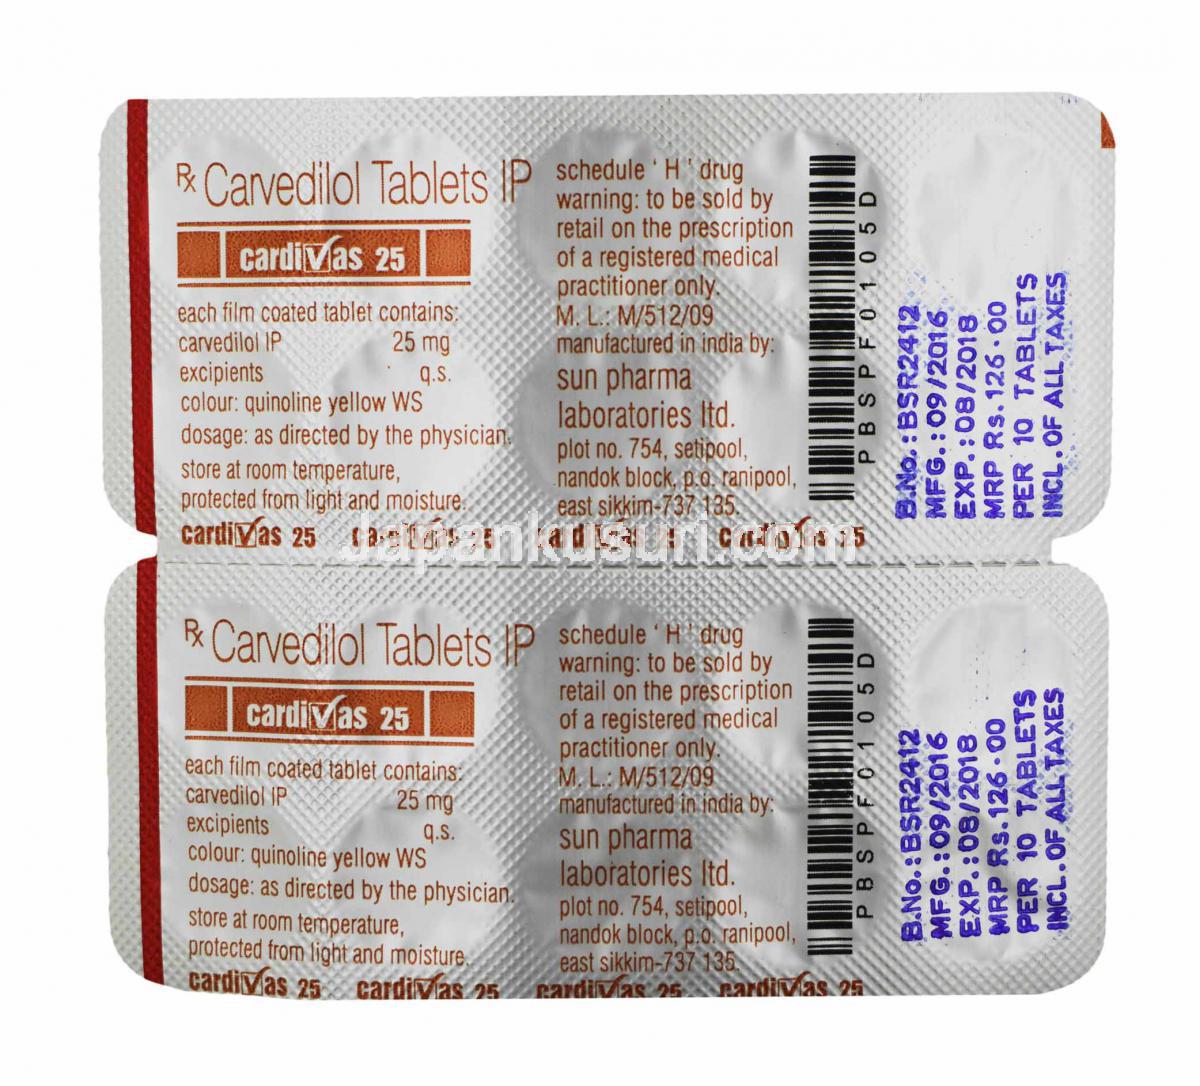 Rx Carvedilol Tablets IP
cardivas 25
each film coated tablet contains:
carvedilol IP 25 mg
excipients q.s.
colour: quinoline yellow WS
dosage: as directed by the physician.
store at room temperature,
protected from light and moisture.
schedule 'H' drug
warning: to be sold by
retail on the prescription
of a registered medical
practitioner only.
M. L.: M/512/09
manufactured in india by:
sun pharma
laboratories ltd.
plot no. 754, setipool,
nandok block, p.o. ranipool,
east sikkim-737 135.
PBSPF01105D
B.No.:BSR2412
MFG.:09/2016
EXP.:08/2018
MRP Rs.126.00
PER 10 TABLETS
INCL. OF ALL TAXES
cardivas 25 cardivas 25 cardivas 25 cardivas 25
Japankusuri.com
Rx Carvedilol Tablets IP
cardivas 25
each film coated tablet contains:
carvedilol IP 25 mg
excipients q.s.
colour: quinoline yellow WS
dosage: as directed by the physician.
store at room temperature,
protected from light and moisture.
schedule 'H' drug
warning: to be sold by
retail on the prescription
of a registered medical
practitioner only.
M. L.: M/512/09
manufactured in india by:
sun pharma
laboratories ltd.
plot no. 754, setipool,
nandok block, p.o. ranipool,
east sikkim-737 135.
PBSPF01105D
B.No.:BSR2412
MFG.:09/2016
EXP.:08/2018
MRP Rs.126.00
PER 10 TABLETS
INCL. OF ALL TAXES
cardivas 25 cardivas 25 cardivas 25 cardivas 25